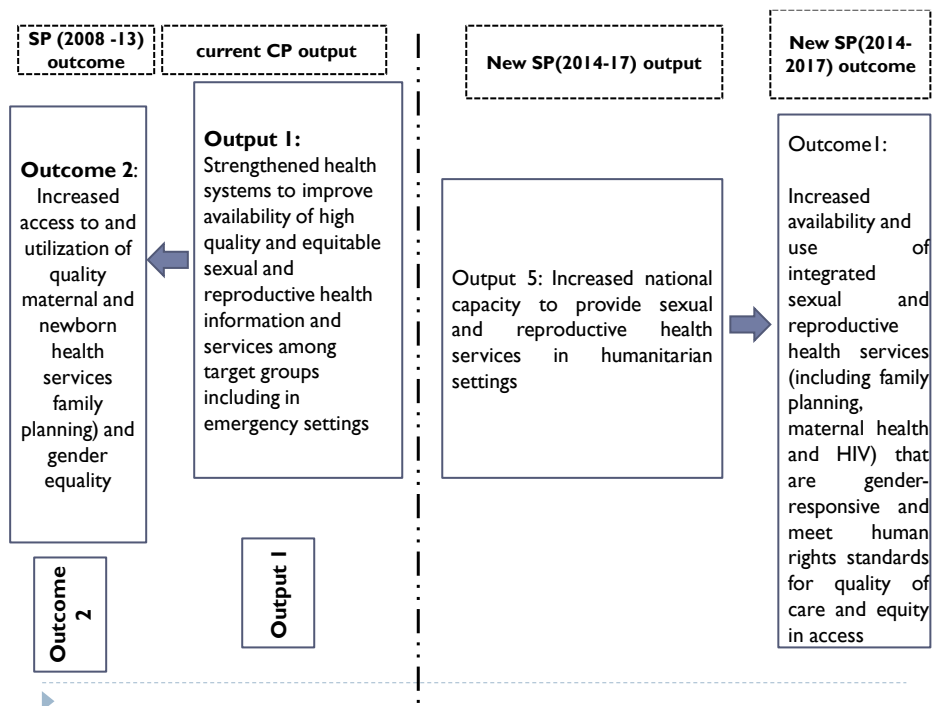 SP (2008 -13)
outcome
current CP output
New SP(2014-17) output
New SP(2014-
2017) outcome
Outcome 2:
Increased
access to and
utilization of
quality
maternal and
newborn
health
services
family
planning) and
gender
equality
Output 1:
Strengthened health
systems to improve
availability of high
quality and equitable
sexual and
reproductive health
information and
services among
target groups
including in
emergency settings
Output 5: Increased national
capacity to provide sexual
and reproductive health
services in humanitarian
settings
Outcome1:
Increased
availability and
use of
integrated
sexual and
reproductive
health services
(including family
planning,
maternal health
and HIV) that
are gender-
responsive and
meet human
rights standards
for quality of
care and equity
in access
Outcome
2
Output 1